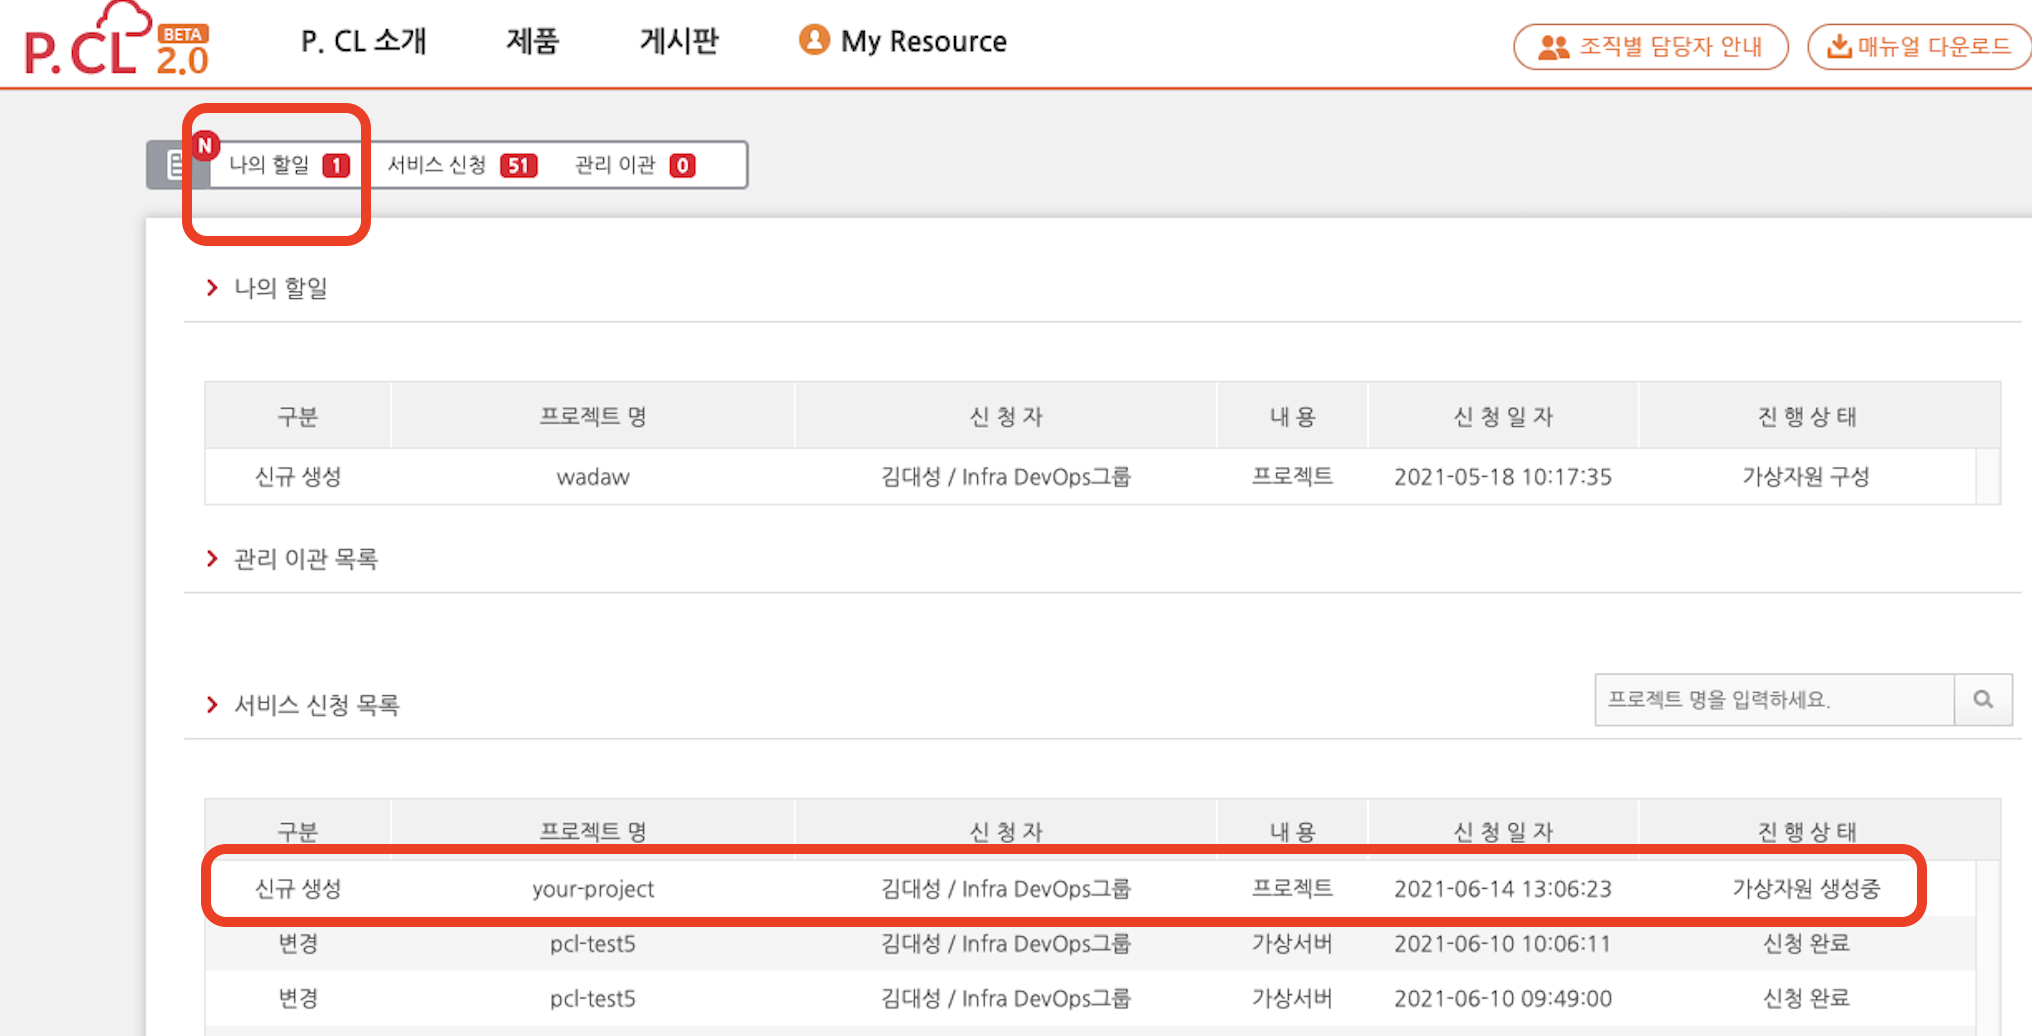 P. CL BETA 2.0
P. CL 소개 제품 게시판 My Resource 조직별 담당자 안내 매뉴얼 다운로드
N
나의 할일 1 서비스 신청 51 관리 이관 0
나의 할일
구분 프로젝트 명 신 청 자 내 용 신 청 일 자 진 행 상 태
신규 생성 wadaw 김대성 / Infra DevOps그룹 프로젝트 2021-05-18 10:17:35 가상자원 구성
관리 이관 목록
서비스 신청 목록 프로젝트 명을 입력하세요.
구분 프로젝트 명 신 청 자 내 용 신 청 일 자 진 행 상 태
신규 생성 your-project 김대성 / Infra DevOps그룹 프로젝트 2021-06-14 13:06:23 가상자원 생성중
변경 pcl-test5 김대성 / Infra DevOps그룹 가상서버 2021-06-10 10:06:11 신청 완료
변경 pcl-test5 김대성 / Infra DevOps그룹 가상서버 2021-06-10 09:49:00 신청 완료